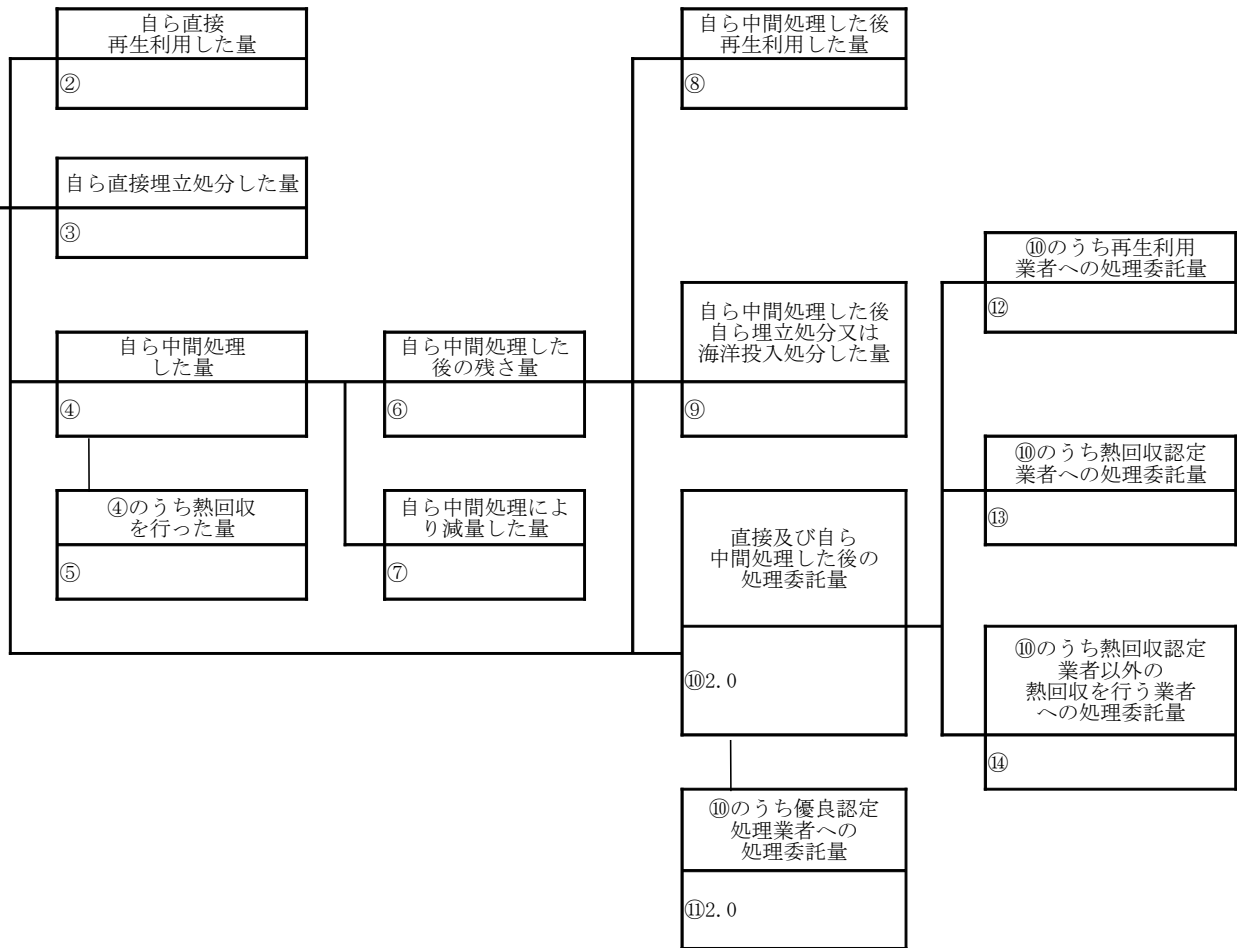 自ら直接
再生利用した量
②
自ら直接埋立処分した量
③
自ら中間処理
した量
④
④のうち熱回収
を行った量
⑤
自ら中間処理した
後の残さ量
⑥
自ら中間処理によ
り減量した量
⑦
自ら中間処理した後
再生利用した量
⑧
自ら中間処理した後
自ら埋立処分又は
海洋投入処分した量
⑨
直接及び自ら
中間処理した後の
処理委託量
⑩2.0
⑩のうち優良認定
処理業者への
処理委託量
⑪2.0
⑩のうち再生利用
業者への処理委託量
⑫
⑩のうち熱回収認定
業者への処理委託量
⑬
⑩のうち熱回収認定
業者以外の
熱回収を行う業者
への処理委託量
⑭